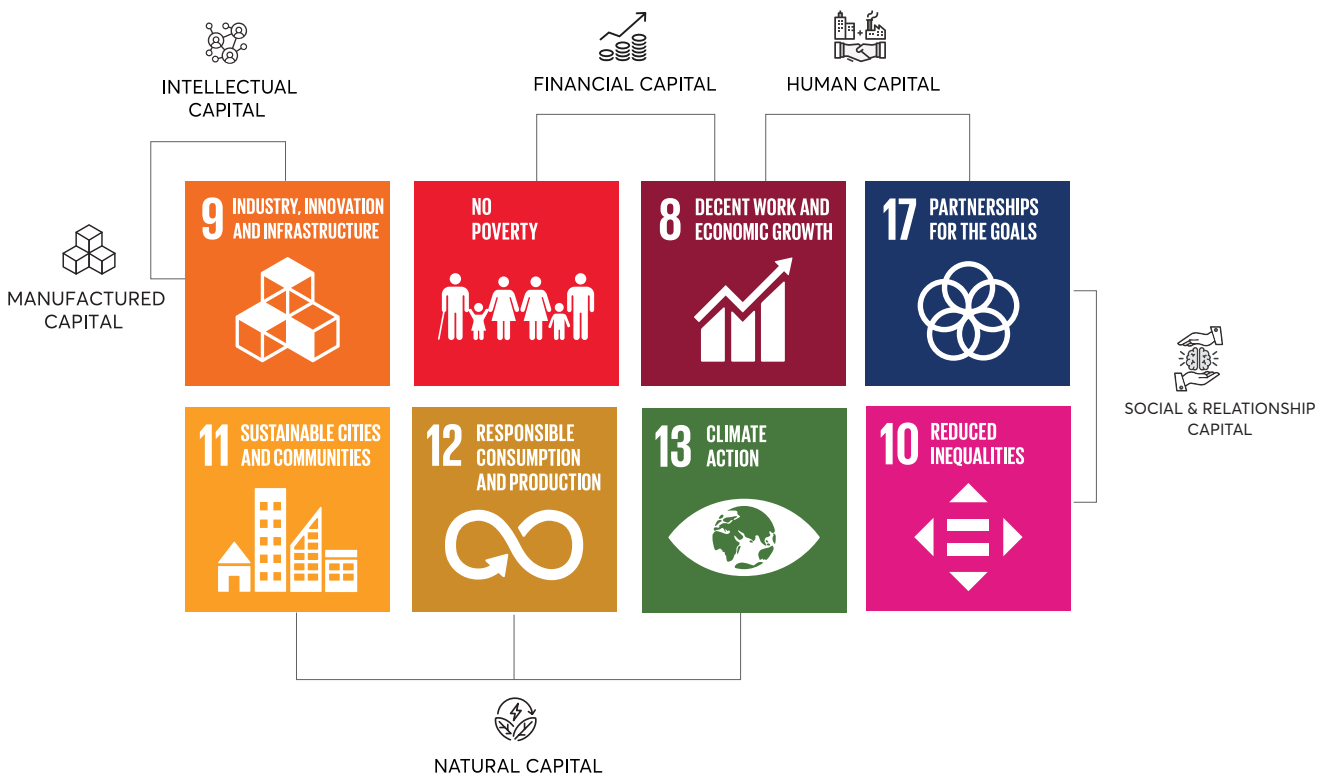 INTELLECTUAL
CAPITAL
FINANCIAL CAPITAL
HUMAN CAPITAL
MANUFACTURED
CAPITAL
9 INDUSTRY, INNOVATION
AND INFRASTRUCTURE
NO
POVERTY
8 DECENT WORK AND
ECONOMIC GROWTH
17 PARTNERSHIPS
FOR THE GOALS
SOCIAL & RELATIONSHIP
CAPITAL
11 SUSTAINABLE CITIES
AND COMMUNITIES
12 RESPONSIBLE
CONSUMPTION
AND PRODUCTION
13 CLIMATE
ACTION
10 REDUCED
INEQUALITIES
NATURAL CAPITAL